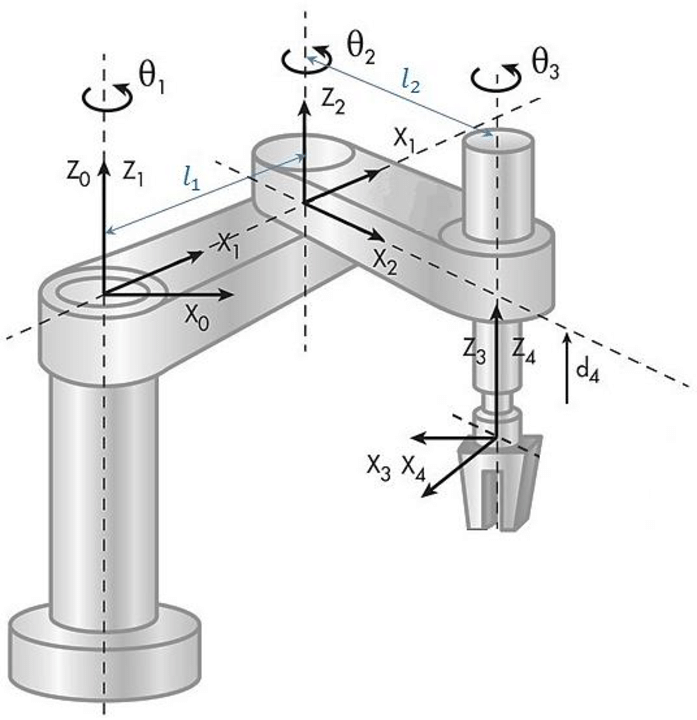 θ₂
θ₃
θ₁
l₂
Z₂
X₁
Z₀ Z₁
l₁
X₁
X₂
X₀
Z₃ Z₄
d₄
X₃ X₄